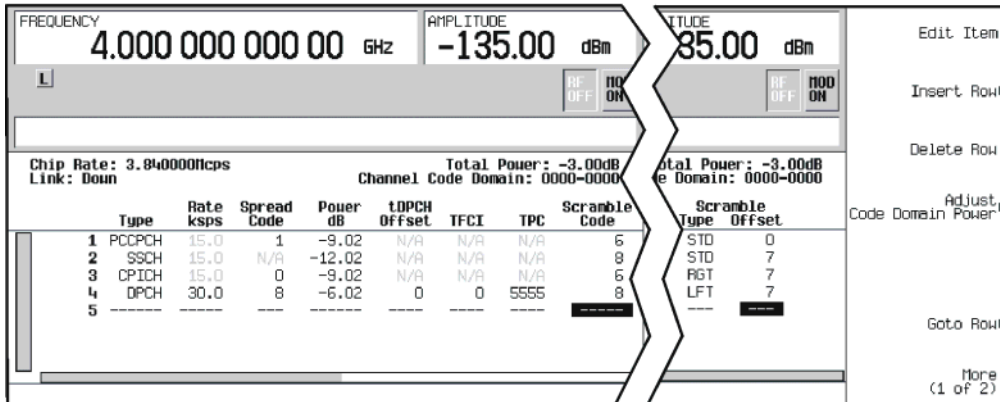 FREQUENCY AMPLITUDE ITUDE
4.000 000 000 00 GHz -135.00 dBm 35.00 dBm
L RF OFF MOD ON
Chip Rate: 3.840000Mcps Total Power: -3.00dB otal Power: -3.00dB
Link: Down Channel Code Domain: 0000-0000 e Domain: 0000-0000
Rate Spread Power tDPCH Scramble Scramble
Type ksps Code dB Offset TFCI TPC Code Type Offset
1 PCCPCH 15.0 1 -9.02 N/A N/A N/A 6 STD 0
2 SSCH 15.0 N/A -12.02 N/A N/A N/A 8 STD 7
3 CPICH 15.0 0 -9.02 N/A N/A N/A 6 RGT 7
4 DPCH 30.0 8 -6.02 0 0 5555 8 LFT 7
5 ------ ----- --- ------ ---- ---- ---- ----- --- ---
Edit Item
Insert Row
Delete Row
Adjust
Code Domain Power
Goto Row
More
(1 of 2)